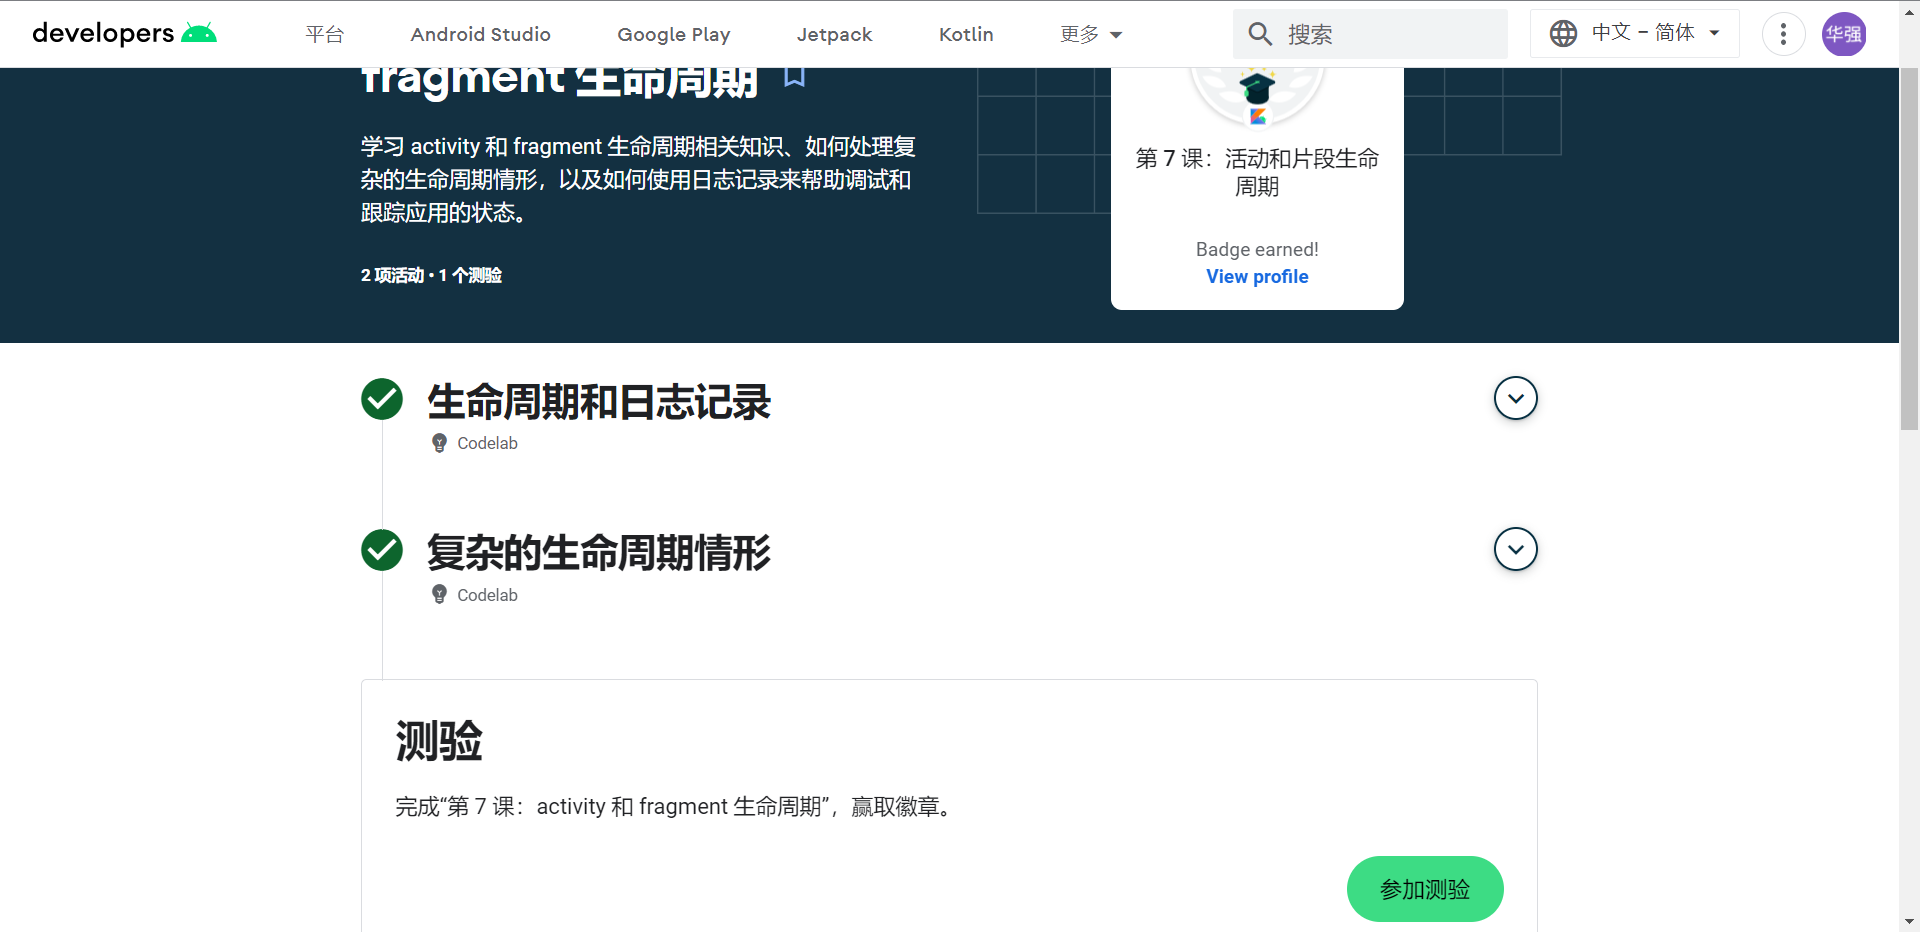 developers
平台
Android Studio
Google Play
Jetpack
Kotlin
更多
搜索
中文 – 简体
华强
fragment 生命周期
学习 activity 和 fragment 生命周期相关知识、如何处理复
杂的生命周期情形，以及如何使用日志记录来帮助调试和
跟踪应用的状态。
2 项活动 • 1 个测验
第 7 课：活动和片段生命
周期
Badge earned!
View profile
生命周期和日志记录
Codelab
复杂的生命周期情形
Codelab
测验
完成“第 7 课：activity 和 fragment 生命周期”，赢取徽章。
参加测验